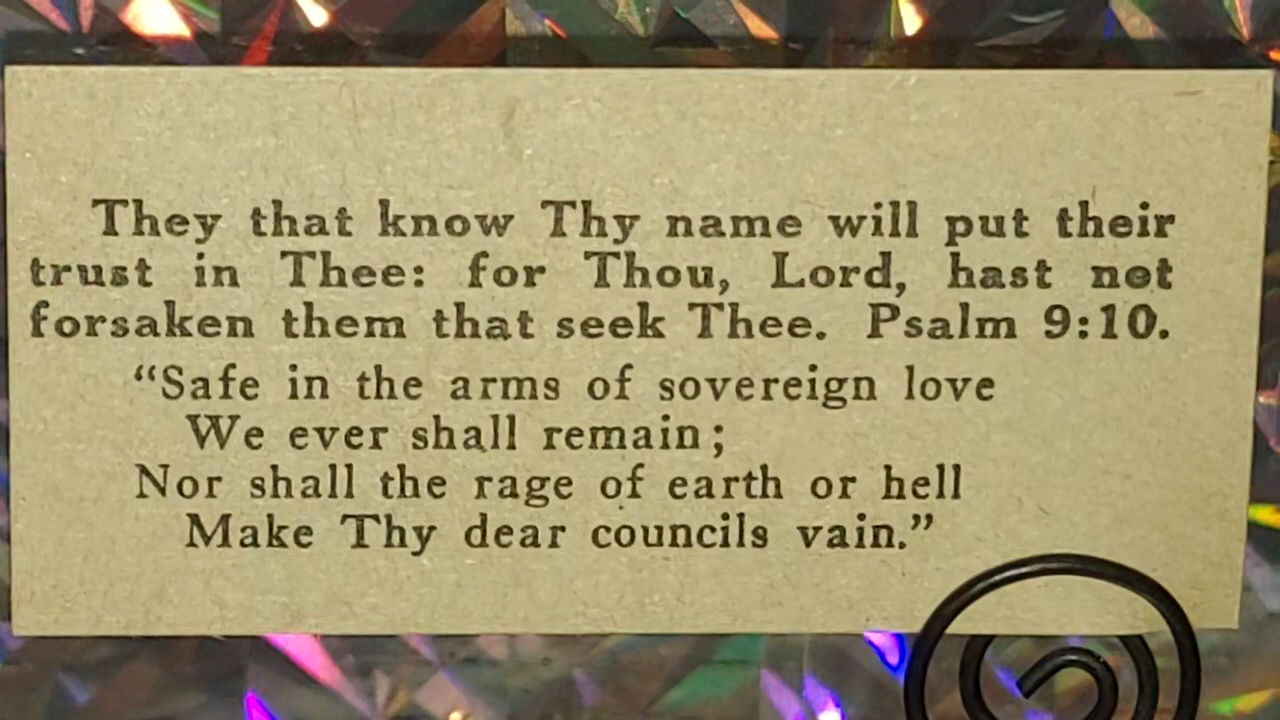 They that know Thy name will put their
trust in Thee: for Thou, Lord, hast not
forsaken them that seek Thee. Psalm 9:10.
“Safe in the arms of sovereign love
We ever shall remain;
Nor shall the rage of earth or hell
Make Thy dear councils vain.”